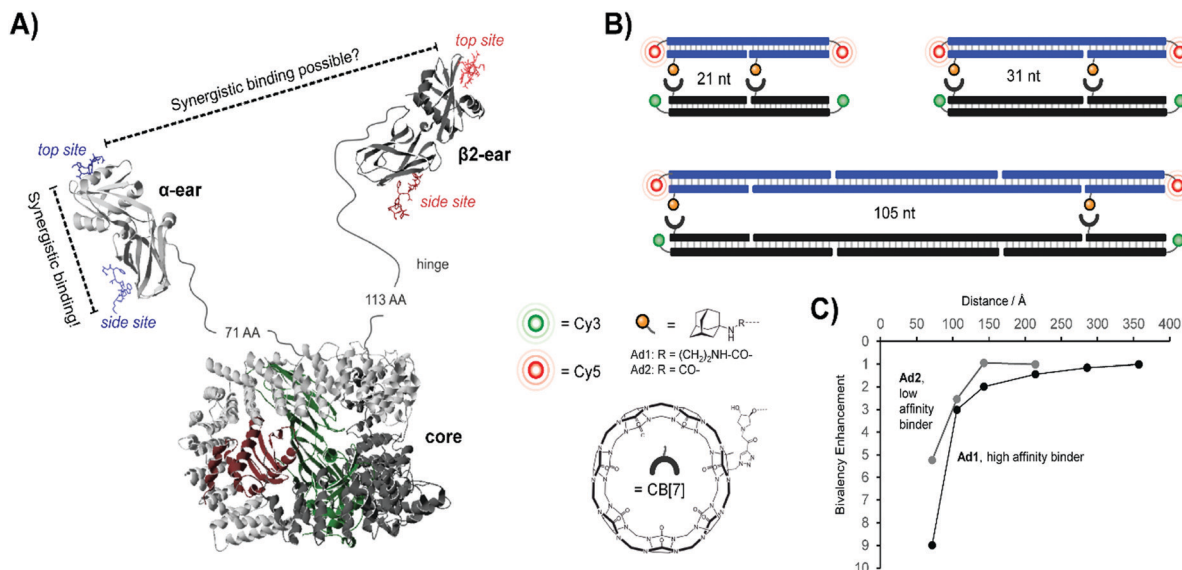 A)
Synergistic binding possible?
top site
top site
α-ear
β2-ear
side site
Synergistic binding!
side site
hinge
71 AA
113 AA
core
B)
21 nt
31 nt
105 nt
= Cy3
= Cy5
=
N
H
R
Ad1: R = (CH2)2NH-CO-
Ad2: R = CO-
= CB[7]
C)
Distance / Å
0 50 100 150 200 250 300 350 400
0
1
2
3
4
5
6
7
8
9
10
Bivalency Enhancement
Ad2,
low
affinity
binder
Ad1, high affinity binder